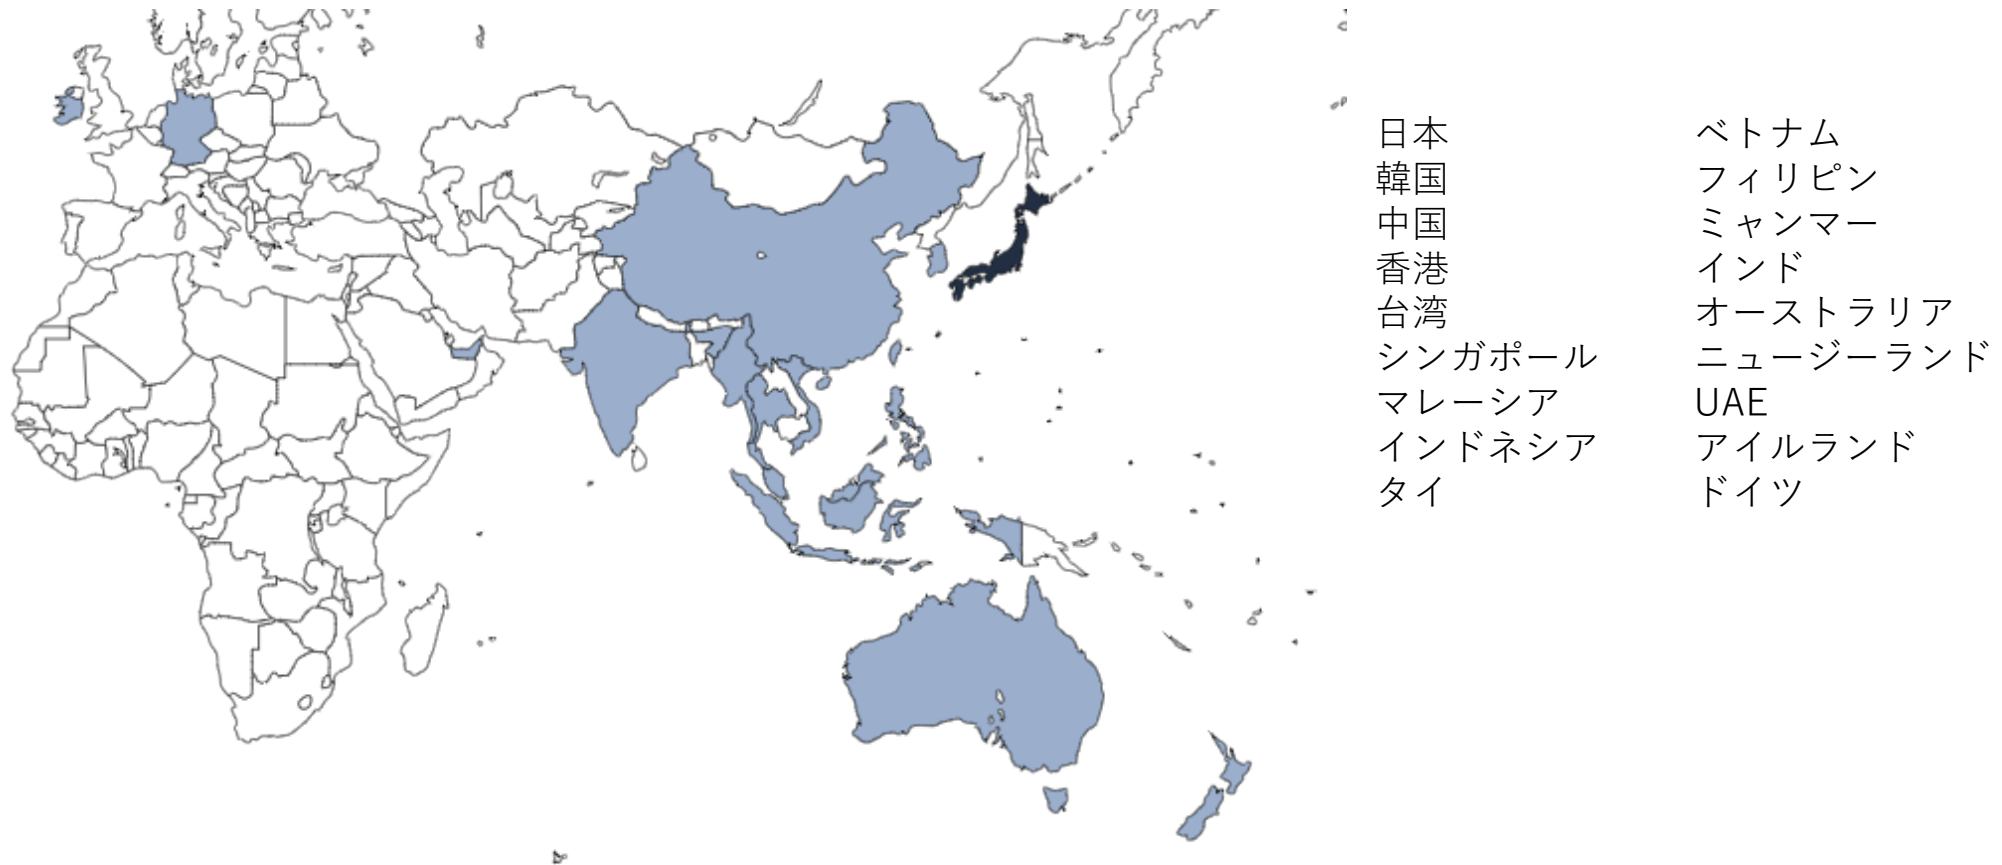 日本
韓国
中国
香港
台湾
シンガポール
マレーシア
インドネシア
タイ
ベトナム
フィリピン
ミャンマー
インド
オーストラリア
ニュージーランド
UAE
アイルランド
ドイツ